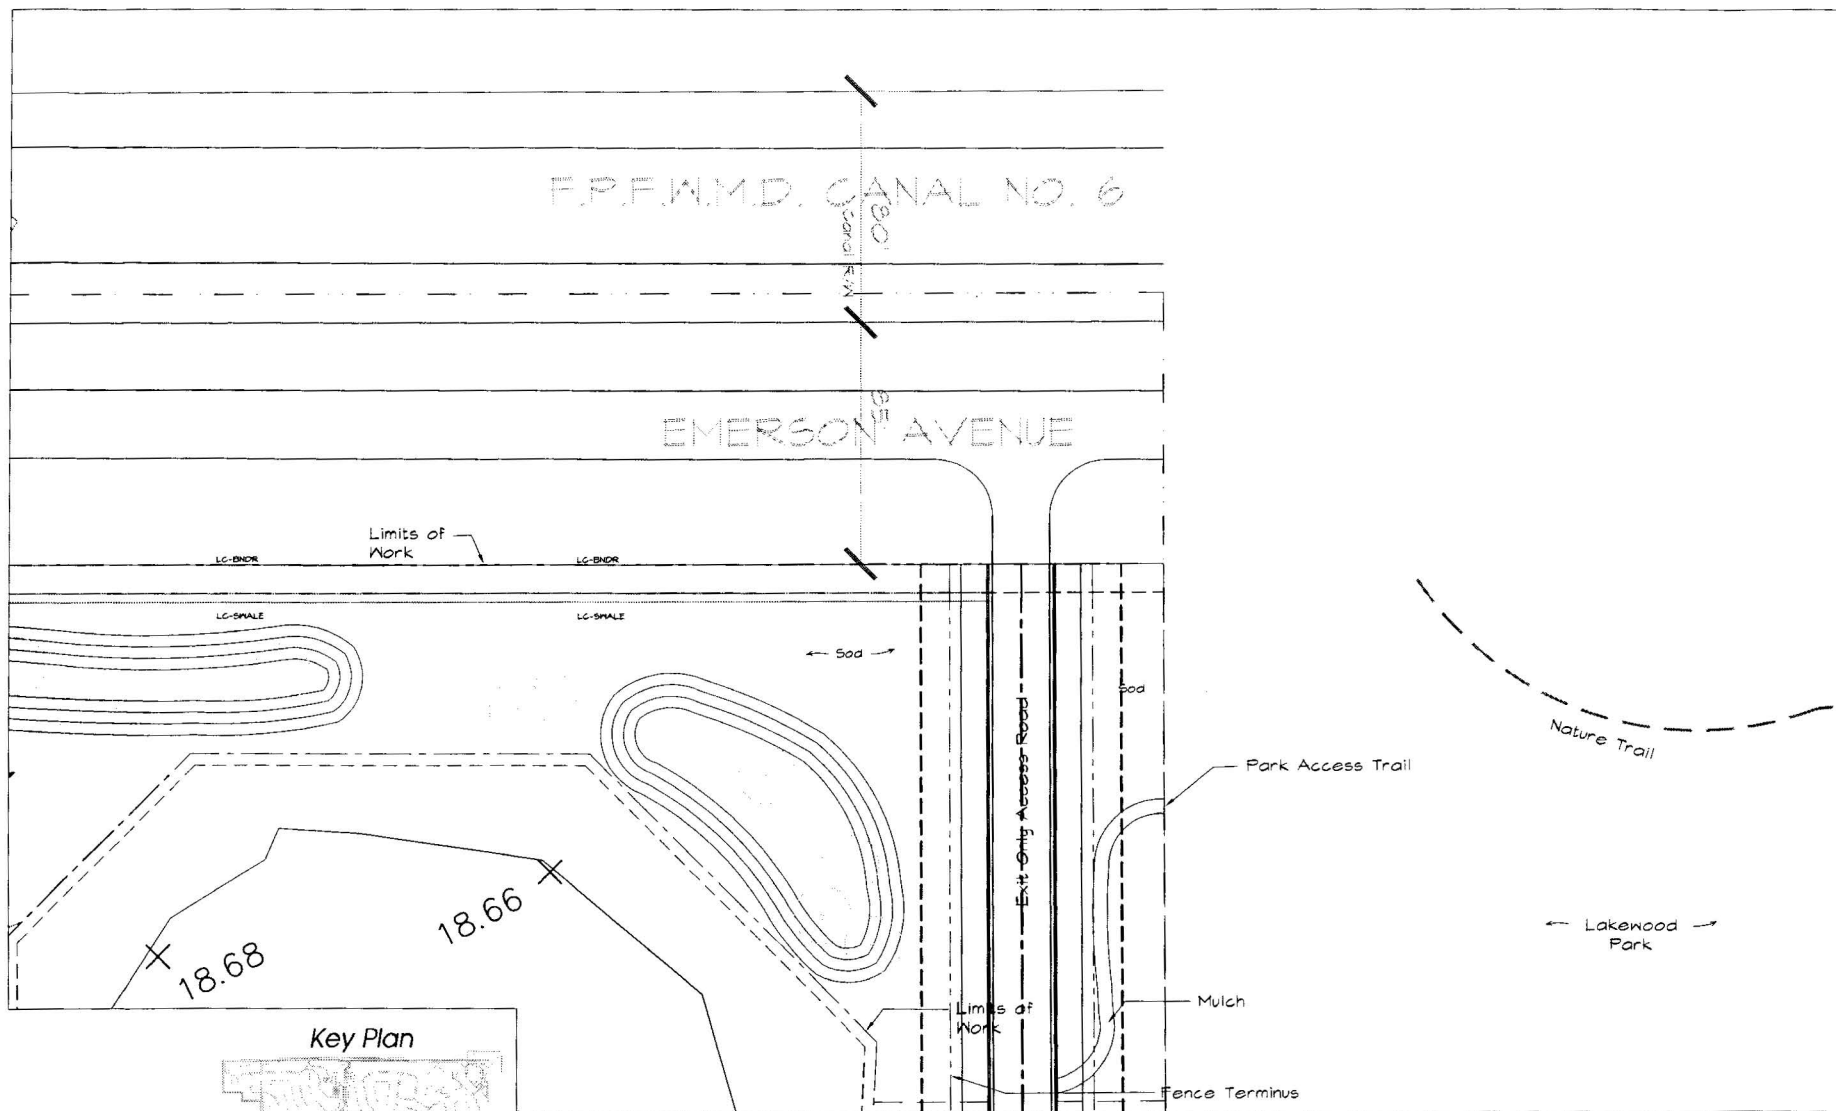 F.P.F.W.M.D. CANAL NO. 6
80'
Canal R/W
95'
EMERSON AVENUE
Limits of
Work
LC-BNDR
LC-BNDR
LC-SWALE
LC-SWALE
Sod
Sod
Exit Only Access Road
Nature Trail
Park Access Trail
18.66
18.68
Lakewood
Park
Mulch
Limits of
Work
Key Plan
Fence Terminus